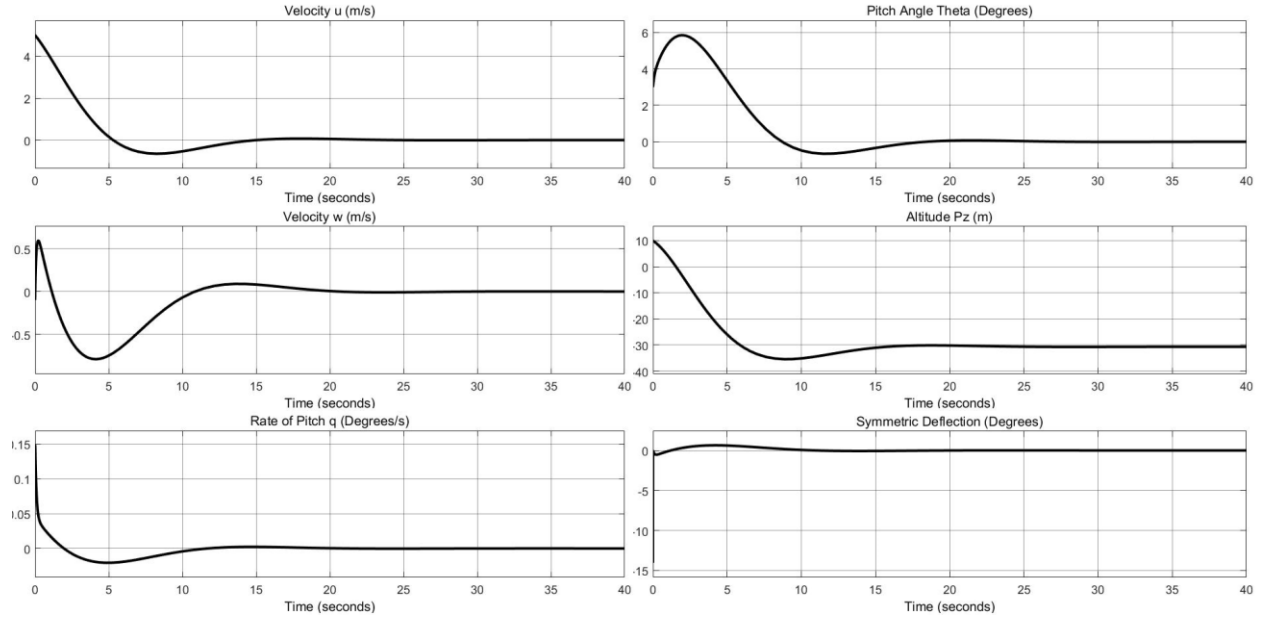 Velocity u (m/s)
4
2
0
0 5 10 15 20 25 30 35 40
Time (seconds)
Pitch Angle Theta (Degrees)
6
4
2
0
0 5 10 15 20 25 30 35 40
Time (seconds)
Velocity w (m/s)
0.5
0
-0.5
0 5 10 15 20 25 30 35 40
Time (seconds)
Altitude Pz (m)
10
0
-10
-20
-30
-40
0 5 10 15 20 25 30 35 40
Time (seconds)
Rate of Pitch q (Degrees/s)
0.15
0.1
0.05
0
0 5 10 15 20 25 30 35 40
Time (seconds)
Symmetric Deflection (Degrees)
0
-5
-10
-15
0 5 10 15 20 25 30 35 40
Time (seconds)